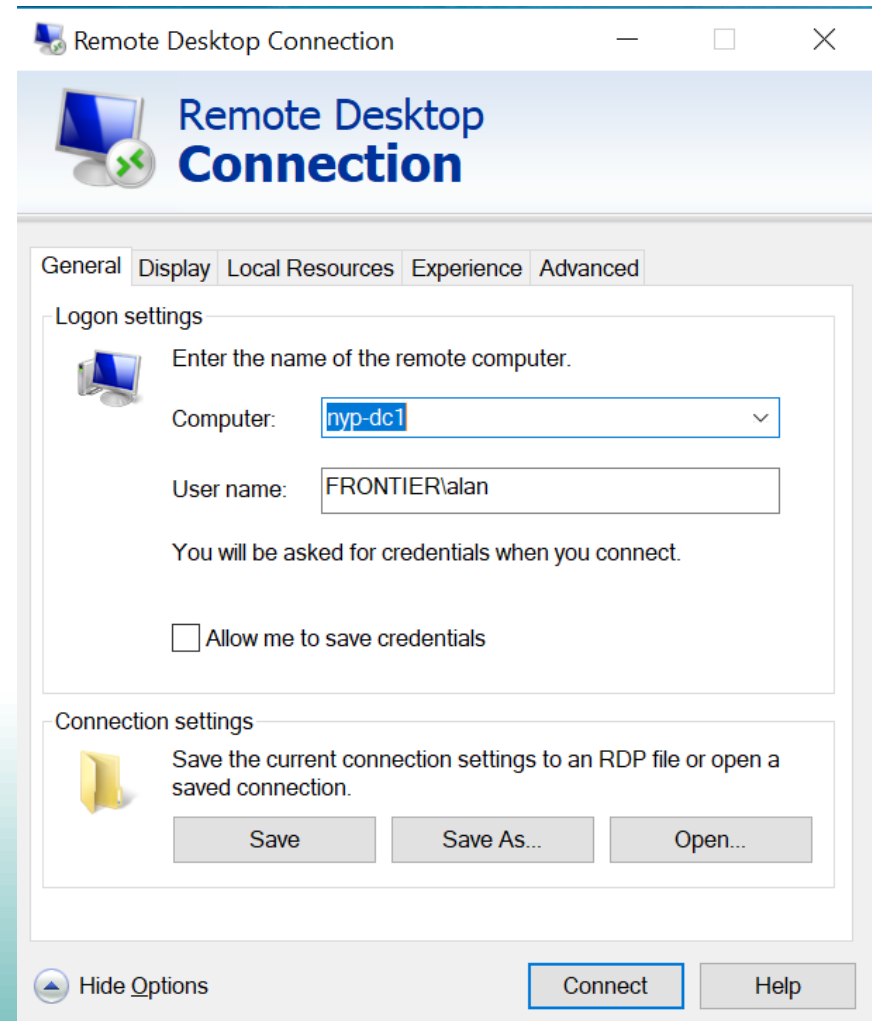 Remote Desktop Connection
Remote Desktop
Connection
General Display Local Resources Experience Advanced
Logon settings
Enter the name of the remote computer.
Computer: nyp-dc1
User name: FRONTIER\alan
You will be asked for credentials when you connect.
Allow me to save credentials
Connection settings
Save the current connection settings to an RDP file or open a
saved connection.
Save Save As... Open...
Hide Options Connect Help